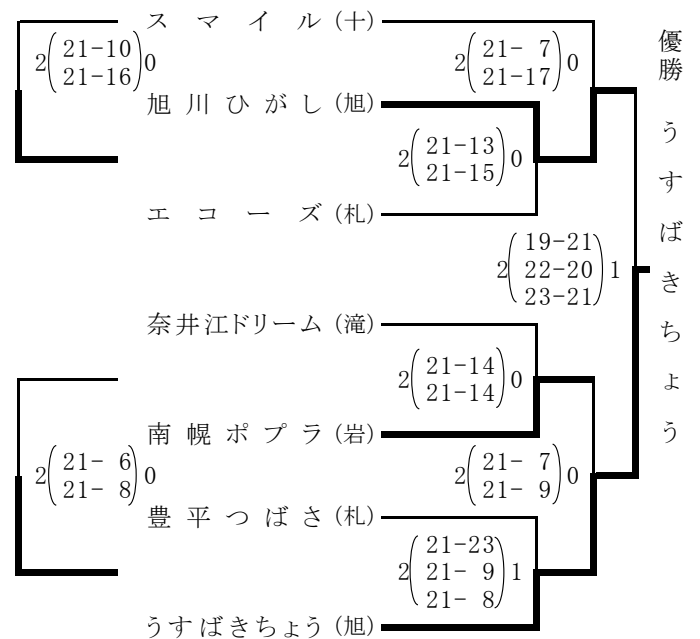 スマイル(十)
2(21-10 21-16)0
2(21- 7 21-17)0
旭川ひがし(旭)
2(21-13 21-15)0
エコーズ(札)
2(19-21 22-20 23-21)1
奈井江ドリーム(滝)
2(21-14 21-14)0
南幌ポプラ(岩)
2(21- 6 21- 8)0
2(21- 7 21- 9)0
豊平つばさ(札)
2(21-23 21- 9 21- 8)1
うすばきちょう(旭)
優勝 うすばきちょう